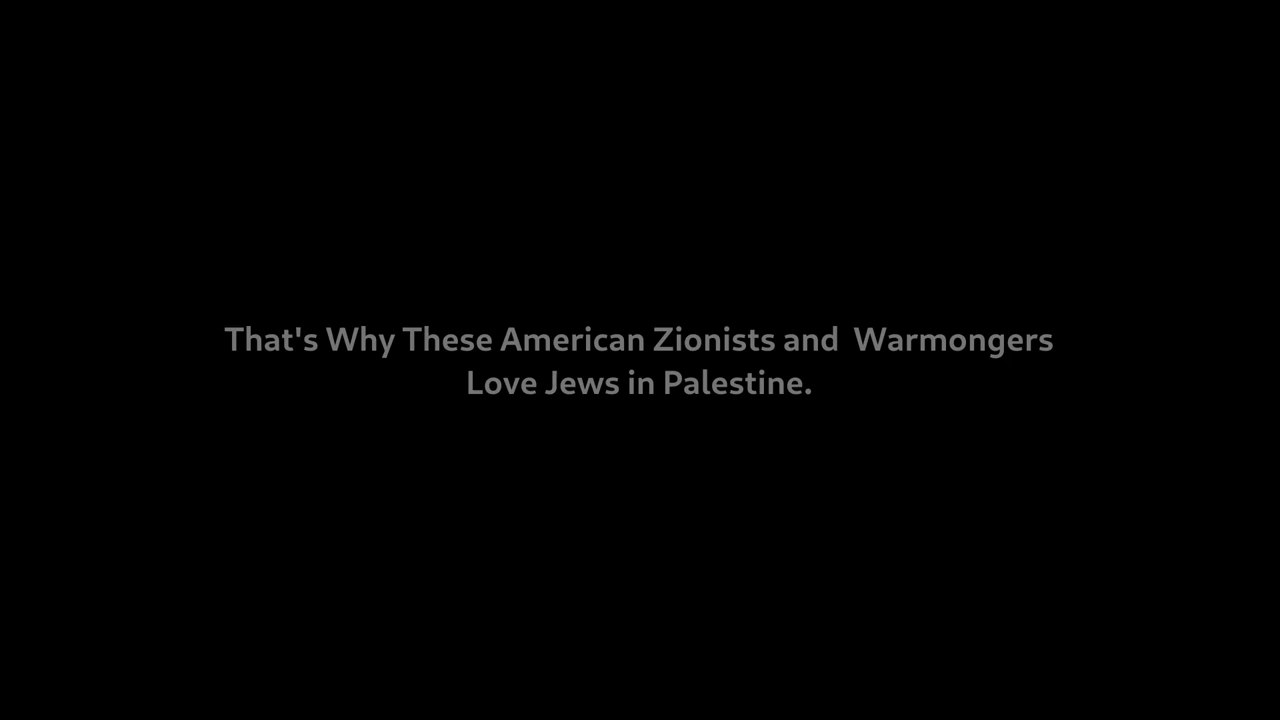 That's Why These American Zionists and  Warmongers
Love Jews in Palestine.